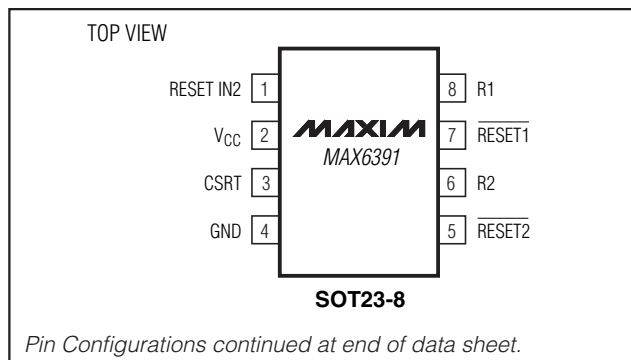 TOP VIEW
RESET IN2 1
VCC 2
CSRT 3
GND 4
MAXIM
MAX6391
8 R1
7 RESET1
6 R2
5 RESET2
SOT23-8
Pin Configurations continued at end of data sheet.